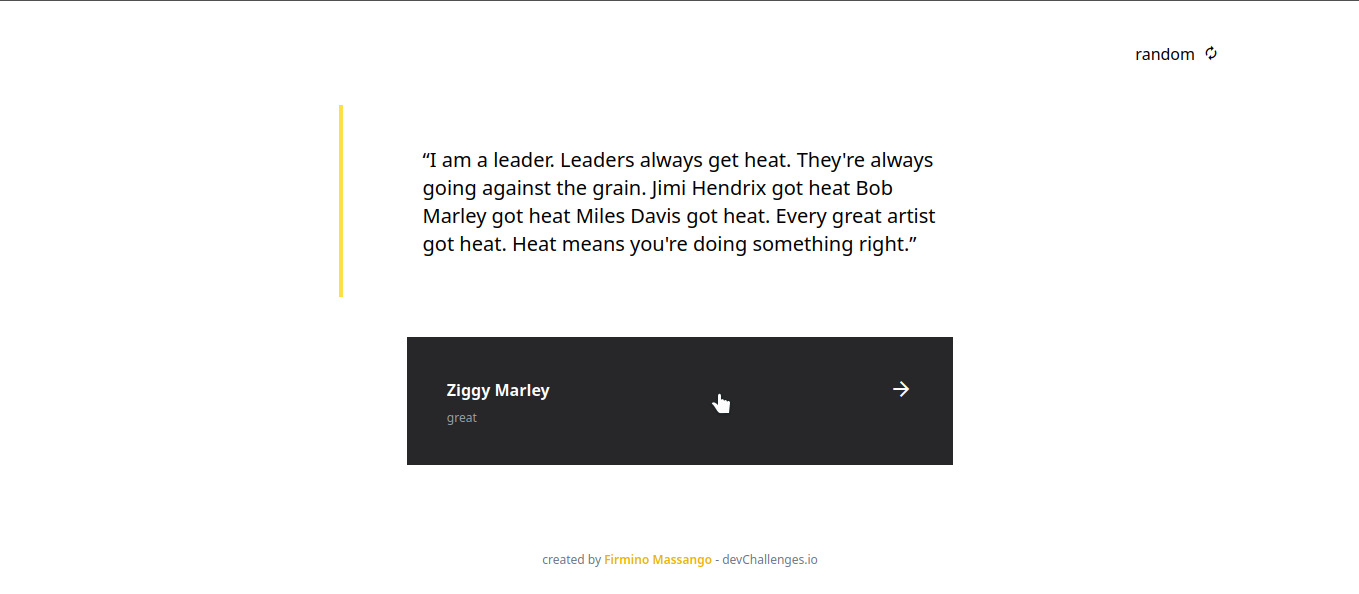 random
“I am a leader. Leaders always get heat. They're always
going against the grain. Jimi Hendrix got heat Bob
Marley got heat Miles Davis got heat. Every great artist
got heat. Heat means you're doing something right.”
Ziggy Marley
great
created by Firmino Massango - devChallenges.io